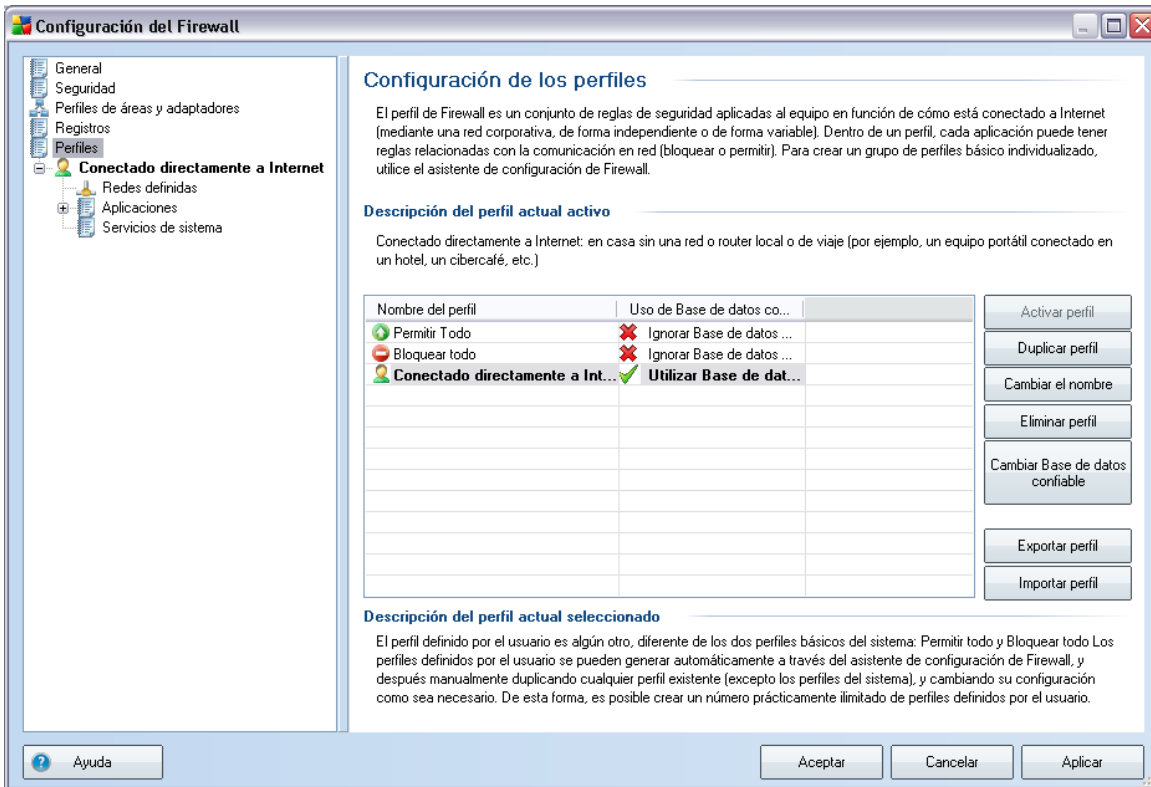 Configuración del Firewall
General
Seguridad
Perfiles de áreas y adaptadores
Registros
Perfiles
Conectado directamente a Internet
Redes definidas
Aplicaciones
Servicios de sistema
Configuración de los perfiles
El perfil de Firewall es un conjunto de reglas de seguridad aplicadas al equipo en función de cómo está conectado a Internet
(mediante una red corporativa, de forma independiente o de forma variable). Dentro de un perfil, cada aplicación puede tener
reglas relacionadas con la comunicación en red (bloquear o permitir). Para crear un grupo de perfiles básico individualizado,
utilice el asistente de configuración de Firewall.
Descripción del perfil actual activo
Conectado directamente a Internet: en casa sin una red o router local o de viaje (por ejemplo, un equipo portátil conectado en
un hotel, un cibercafé, etc.)
Nombre del perfil Uso de Base de datos co...
Permitir Todo Ignorar Base de datos ...
Bloquear todo Ignorar Base de datos ...
Conectado directamente a Int... Utilizar Base de dat...
Activar perfil
Duplicar perfil
Cambiar el nombre
Eliminar perfil
Cambiar Base de datos
confiable
Exportar perfil
Importar perfil
Descripción del perfil actual seleccionado
El perfil definido por el usuario es algún otro, diferente de los dos perfiles básicos del sistema: Permitir todo y Bloquear todo Los
perfiles definidos por el usuario se pueden generar automáticamente a través del asistente de configuración de Firewall, y
después manualmente duplicando cualquier perfil existente (excepto los perfiles del sistema), y cambiando su configuración
como sea necesario. De esta forma, es posible crear un número prácticamente ilimitado de perfiles definidos por el usuario.
Ayuda
Aceptar
Cancelar
Aplicar